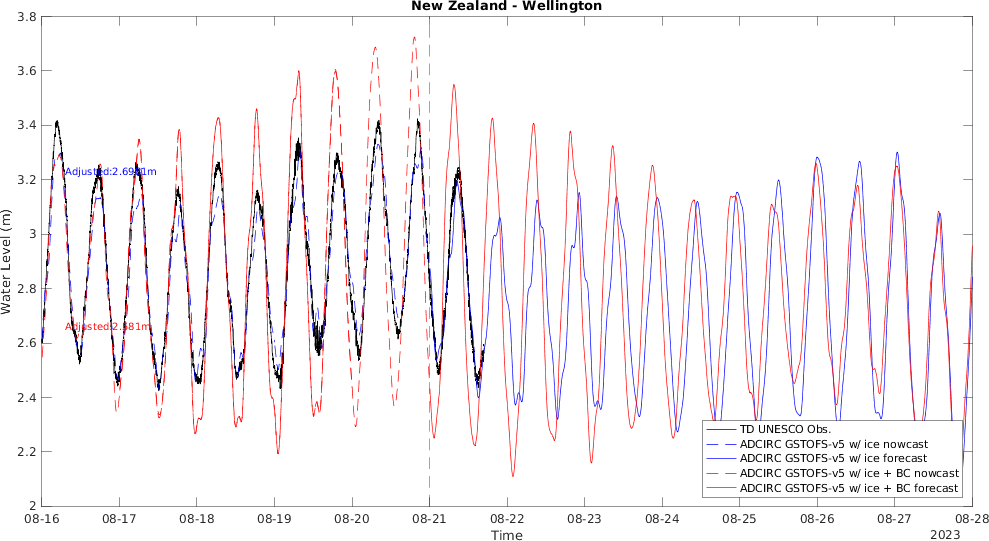 New Zealand - Wellington
3.8
3.6
3.4
3.2
3
2.8
2.6
2.4
2.2
2
Water Level (m)
Adjusted:2.581m
TD UNESCO Obs.
ADCIRC GSTOFS-v5 w/ ice nowcast
ADCIRC GSTOFS-v5 w/ ice forecast
ADCIRC GSTOFS-v5 w/ ice + BC nowcast
ADCIRC GSTOFS-v5 w/ ice + BC forecast
08-16 08-17 08-18 08-19 08-20 08-21 08-22 08-23 08-24 08-25 08-26 08-27 08-28
Time
2023